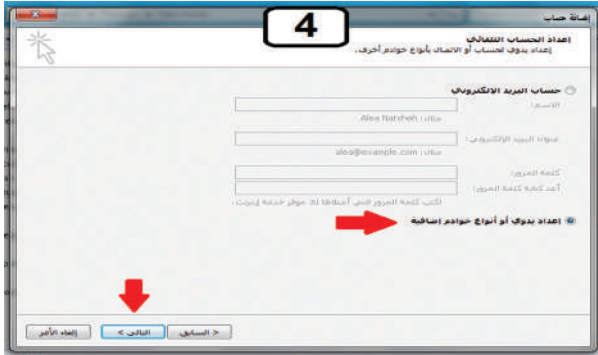 إضافة حساب
4
إعداد الحساب التلقائي
إعداد يدوي لحساب أو الاتصال بأنواع خوادم أخرى.
حساب البريد الإلكتروني
الاسم:
مثال: Alea Natsheh
عنوان البريد الإلكتروني:
مثال: alea@example.com
كلمة المرور:
أعد كتابة كلمة المرور:
اكتب كلمة المرور التي أعطاها لك موفر خدمة إنترنت.
إعداد يدوي أو أنواع خوادم إضافية
< السابق
التالي >
إلغاء الأمر